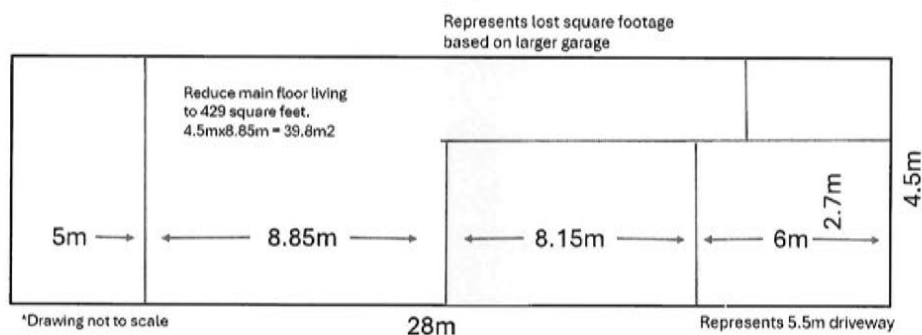 Represents lost square footage
based on larger garage
Reduce main floor living
to 429 square feet.
4.5mx8.85m = 39.8m2
4.5m
2.7m
5m
8.85m
8.15m
6m
*Drawing not to scale
28m
Represents 5.5m driveway